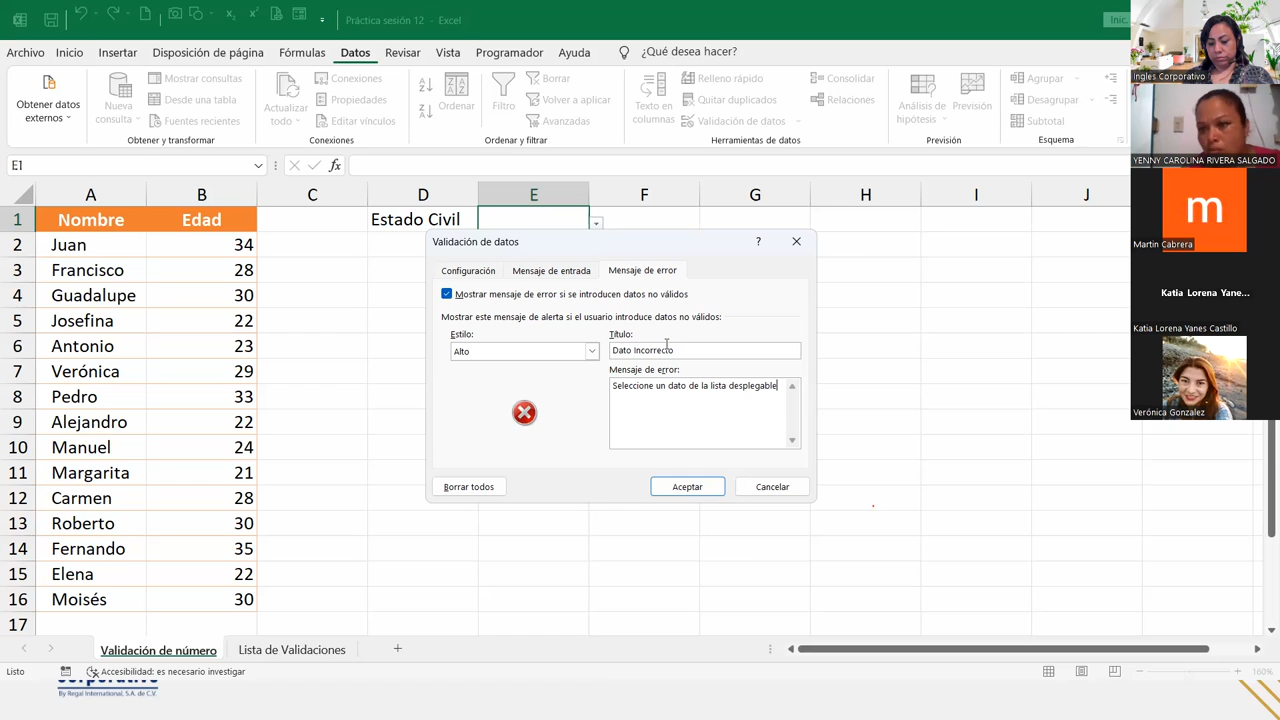 Práctica sesión 12 - Excel
Inic.
Archivo Inicio Insertar Disposición de página Fórmulas Datos Revisar Vista Programador Ayuda ¿Qué desea hacer?
Obtener datos externos
Nueva consulta
Mostrar consultas
Desde una tabla
Fuentes recientes
Obtener y transformar
Actualizar todo
Conexiones
Propiedades
Editar vínculos
Conexiones
Ordenar
Filtro
Borrar
Volver a aplicar
Avanzadas
Ordenar y filtrar
Texto en columnas
Relleno rápido
Quitar duplicados
Validación de datos
Consolidar
Relaciones
Herramientas de datos
Análisis de hipótesis
Previsión
Previsión
Agrupar
Desagrupar
Subtotal
Esquema
E1
fx
A B C D E F G H I J
1 Nombre Edad Estado Civil
2 Juan 34
3 Francisco 28
4 Guadalupe 30
5 Josefina 22
6 Antonio 23
7 Verónica 29
8 Pedro 33
9 Alejandro 22
10 Manuel 24
11 Margarita 21
12 Carmen 28
13 Roberto 30
14 Fernando 35
15 Elena 22
16 Moisés 30
17
Validación de datos ?
Configuración Mensaje de entrada Mensaje de error
Mostrar mensaje de error si se introducen datos no válidos
Mostrar este mensaje de alerta si el usuario introduce datos no válidos:
Estilo:
Alto
Título:
Dato Incorrecto
Mensaje de error:
Seleccione un dato de la lista desplegable
Borrar todos Aceptar Cancelar
Validación de número Lista de Validaciones
Listo Accesibilidad: es necesario investigar 160%
By Regal International, S.A. de C.V.
Ingles Corporativo
YENNY CAROLINA RIVERA SALGADO
m
Martin Cabrera
Katia Lorena Yane...
Katia Lorena Yanes Castillo
Verónica Gonzalez